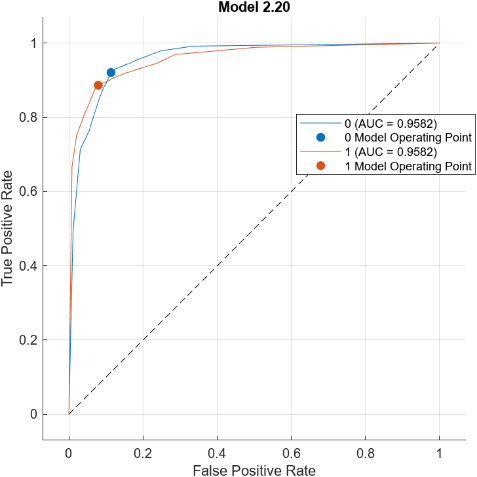 Model 2.20
True Positive Rate
1
0.8
0.6
0.4
0.2
0
0 (AUC = 0.9582)
0 Model Operating Point
1 (AUC = 0.9582)
1 Model Operating Point
0 0.2 0.4 0.6 0.8 1
False Positive Rate